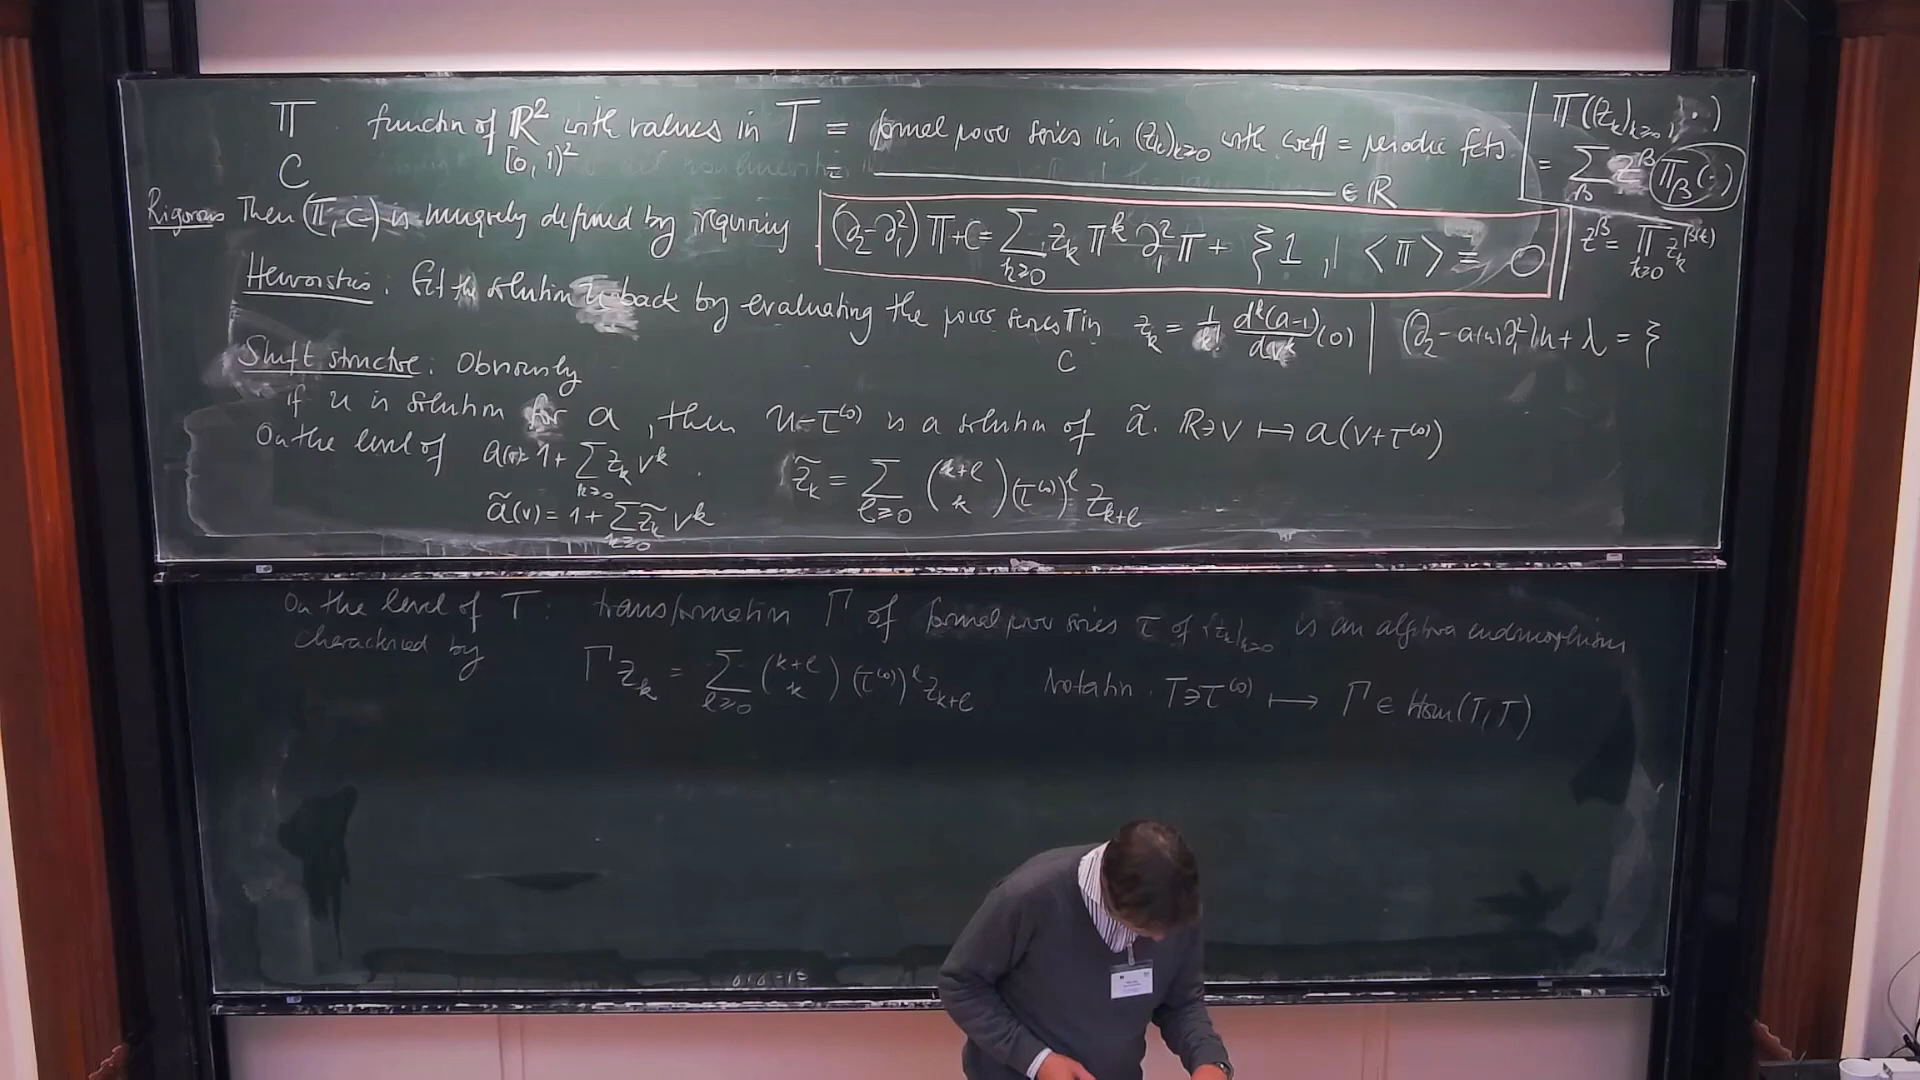 Π function of ℝ² with values in T = formal power series in (z_k)_{k≥0} with coeff = periodic fcts.
[0,1)²
C = ————— ∈ ℝ
Π((z_k)_{k≥0}, ·)
= Σ_β z^β Π_β(·)
z^β = Π_{k≥0} z_k^{β(k)}
Rigorous Then (Π, C) is uniquely defined by requiring (∂₂-∂₁²)Π+C = Σ_{k≥0} z_k Π^k ∂₁²Π + ξ1, <Π> = 0
Heuristics: Get the solution u back by evaluating the power series Π in z_k = 1/k! d^k(a-1)/dv^k (0) | (∂₂ - a(u)∂₁²)u + λ = ξ
C
Shift structre: Obviously
if u is solution for a, then u-τ^(0) is a solution of ã. ℝ∋v ↦ a(v+τ^(0))
On the level of a(v)= 1+ Σ_{k≥0} z_k v^k. z̃_k = Σ_{ℓ≥0} (k+ℓ choose k) (τ^(0))^ℓ z_{k+ℓ}
ã(v) = 1+ Σ_{k≥0} z̃_k v^k
On the level of T: transformation Γ of formal power series τ of {z_k}_{k≥0} is an algebra endmorphism
characterized by
Γ z_k = Σ_{ℓ≥0} (k+ℓ choose k) (τ^(0))^ℓ z_{k+ℓ} Notation. T∋τ^(0) ↦ Γ ∈ Hom(T,T)